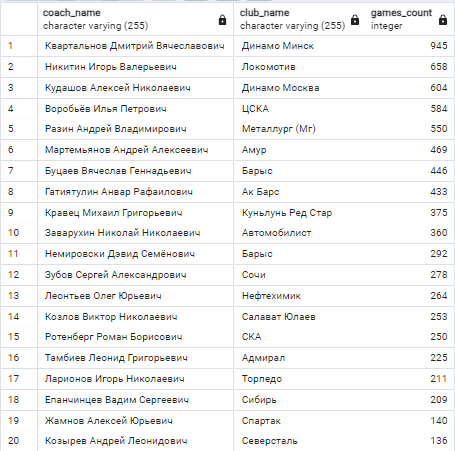 coach_name club_name games_count
character varying (255) character varying (255) integer
1 Квартальнов Дмитрий Вячеславович Динамо Минск 945
2 Никитин Игорь Валерьевич Локомотив 658
3 Кудашов Алексей Николаевич Динамо Москва 604
4 Воробьёв Илья Петрович ЦСКА 584
5 Разин Андрей Владимирович Металлург (Мг) 550
6 Мартемьянов Андрей Алексеевич Амур 469
7 Буцаев Вячеслав Геннадьевич Барыс 446
8 Гатиятулин Анвар Рафаилович Ак Барс 433
9 Кравец Михаил Григорьевич Куньлунь Ред Стар 375
10 Заварухин Николай Николаевич Автомобилист 360
11 Немировски Дэвид Семёнович Барыс 292
12 Зубов Сергей Александрович Сочи 278
13 Леонтьев Олег Юрьевич Нефтехимик 264
14 Козлов Виктор Николаевич Салават Юлаев 253
15 Ротенберг Роман Борисович СКА 250
16 Тамбиев Леонид Григорьевич Адмирал 225
17 Ларионов Игорь Николаевич Торпедо 211
18 Епанчинцев Вадим Сергеевич Сибирь 209
19 Жамнов Алексей Юрьевич Спартак 140
20 Козырев Андрей Леонидович Северсталь 136